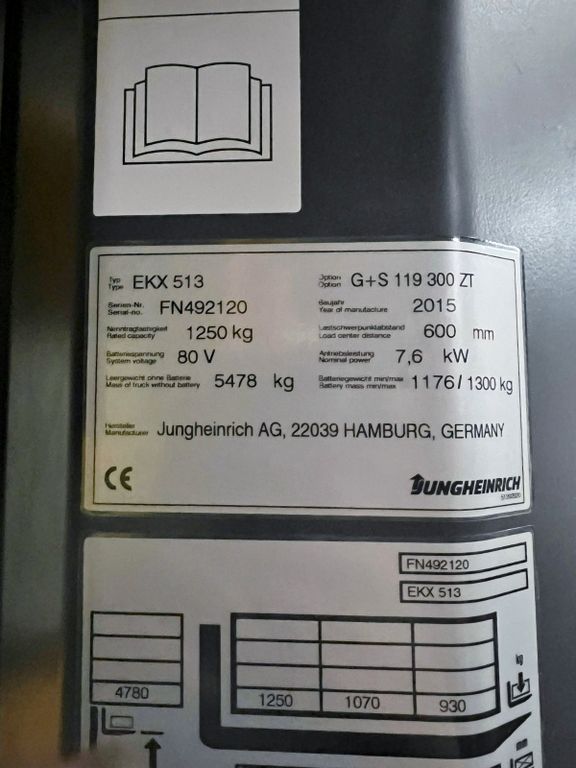 Typ EKX 513 Option G+S 119 300 ZT
Type Option
Serien-Nr. FN492120 Baujahr 2015
Serial-no. Year of manufacture
Nenntragfähigkeit 1250 kg Lastschwerpunktabstand 600 mm
Rated capacity Load center distance
Batteriespannung 80 V Antriebsleistung 7,6 kW
System voltage Nominal power
Leergewicht ohne Batterie 5478 kg Batteriegewicht min/max 1176/1300 kg
Mass of truck without battery Battery mass min/max
Hersteller Jungheinrich AG, 22039 HAMBURG, GERMANY
Manufacturer
CE JUNGHEINRICH
FN492120
EKX 513
kg
4780 1250 1070 930
mm